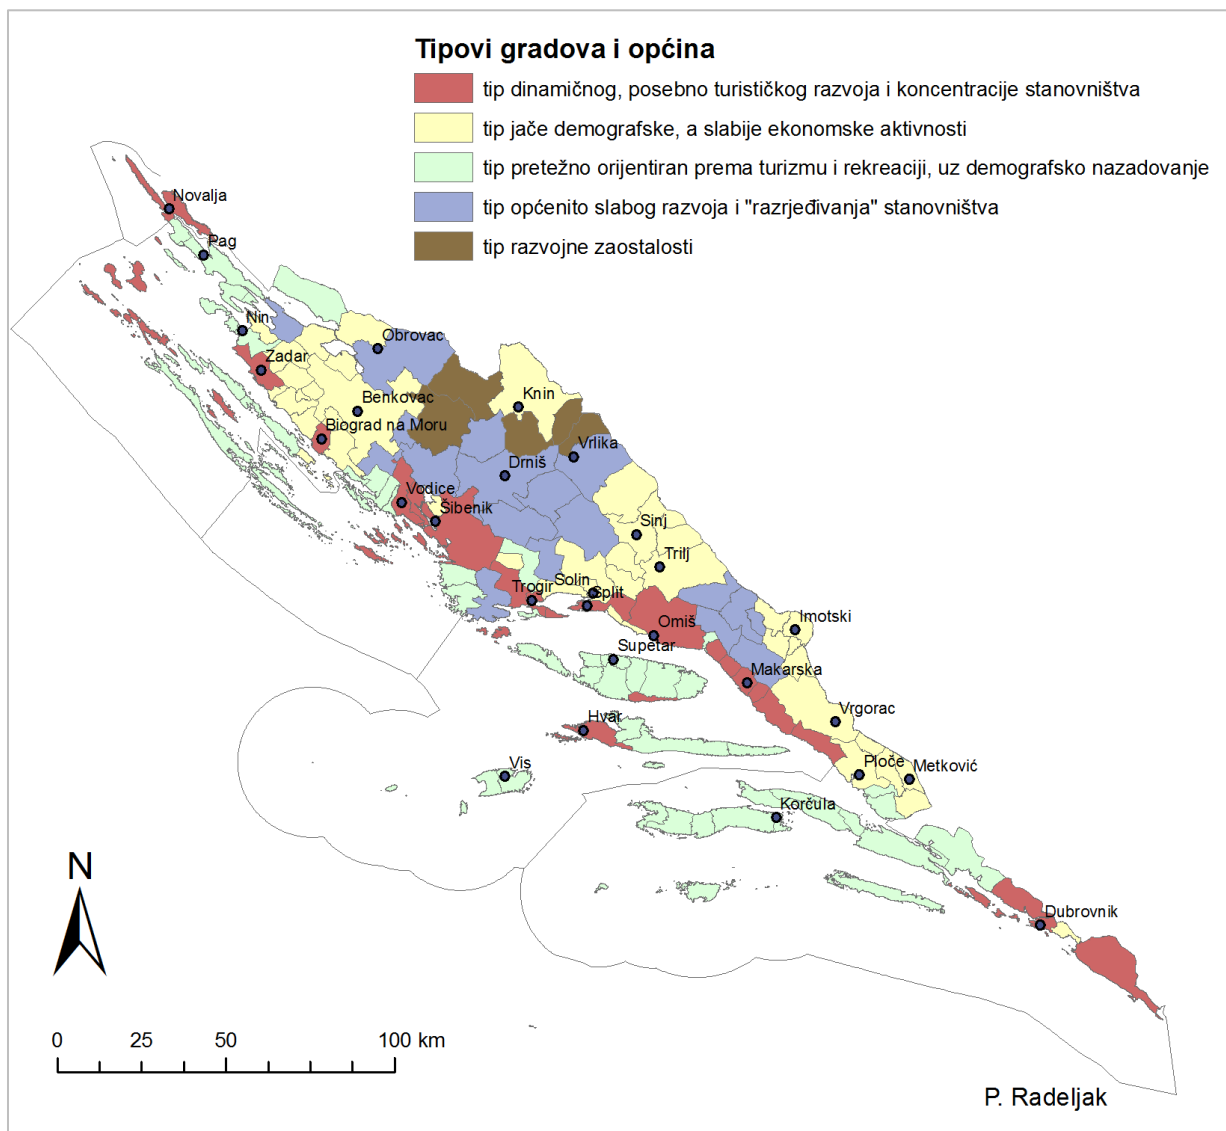 Tipovi gradova i općina
tip dinamičnog, posebno turističkog razvoja i koncentracije stanovništva
tip jače demografske, a slabije ekonomske aktivnosti
tip pretežno orijentiran prema turizmu i rekreaciji, uz demografsko nazadovanje
tip općenito slabog razvoja i "razrjeđivanja" stanovništva
tip razvojne zaostalosti
Novalja
Pag
Nin
Obrovac
Zadar
Knin
Benkovac
Biograd na Moru
Vrlika
Drniš
Vodice
Šibenik
Sinj
Trilj
Solin
Trogir
Split
Imotski
Omiš
Supetar
Makarska
Vrgorac
Hvar
Vis
Ploče
Metković
Korčula
Dubrovnik
N
0 25 50 100 km
P. Radeljak